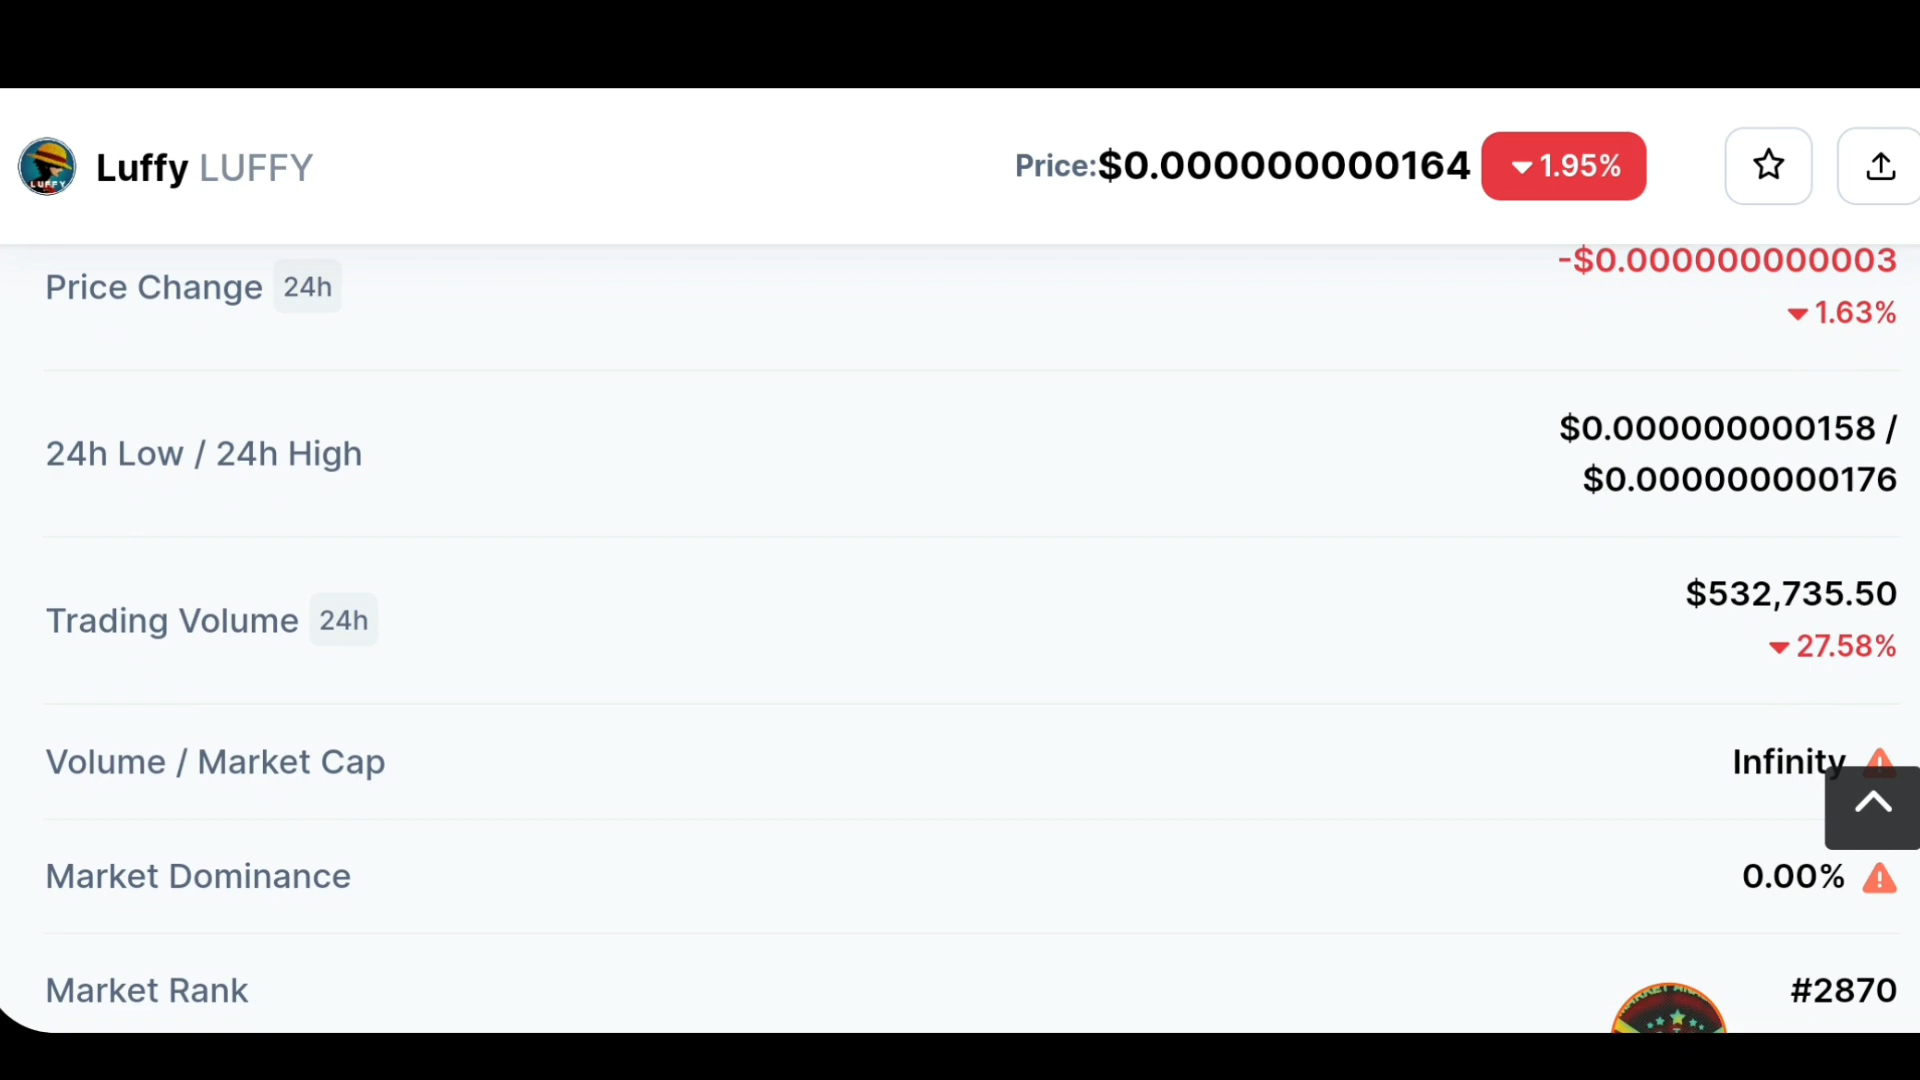 LUFFY
Luffy LUFFY
Price:$0.000000000164 1.95%
Price Change 24h
-$0.000000000003
1.63%
24h Low / 24h High
$0.000000000158 /
$0.000000000176
Trading Volume 24h
$532,735.50
27.58%
Volume / Market Cap
Infinity
Market Dominance
0.00%
Market Rank
#2870